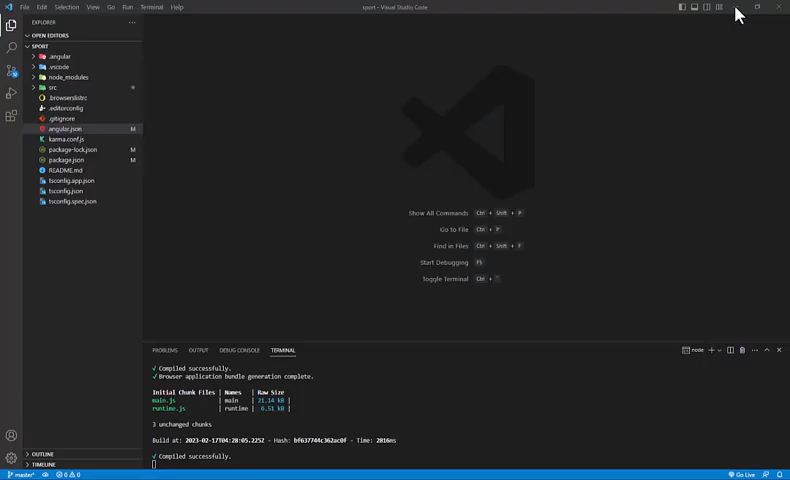 File Edit Selection View Go Run Terminal Help
sport - Visual Studio Code
EXPLORER
OPEN EDITORS
SPORT
.angular
.vscode
node_modules
src
.browserslistrc
.editorconfig
.gitignore
angular.json M
karma.conf.js
package-lock.json M
package.json M
README.md
tsconfig.app.json
tsconfig.json
tsconfig.spec.json
Show All Commands Ctrl + Shift + P
Go to File Ctrl + P
Find in Files Ctrl + Shift + F
Start Debugging F5
Toggle Terminal Ctrl + `
PROBLEMS OUTPUT DEBUG CONSOLE TERMINAL
node
√ Compiled successfully.
√ Browser application bundle generation complete.
Initial Chunk Files | Names | Raw Size
main.js | main | 21.14 kB |
runtime.js | runtime | 6.51 kB |
3 unchanged chunks
Build at: 2023-02-17T04:28:05.225Z - Hash: bf637744c362ac0f - Time: 2816ms
√ Compiled successfully.
OUTLINE
TIMELINE
master* 0 0
Go Live